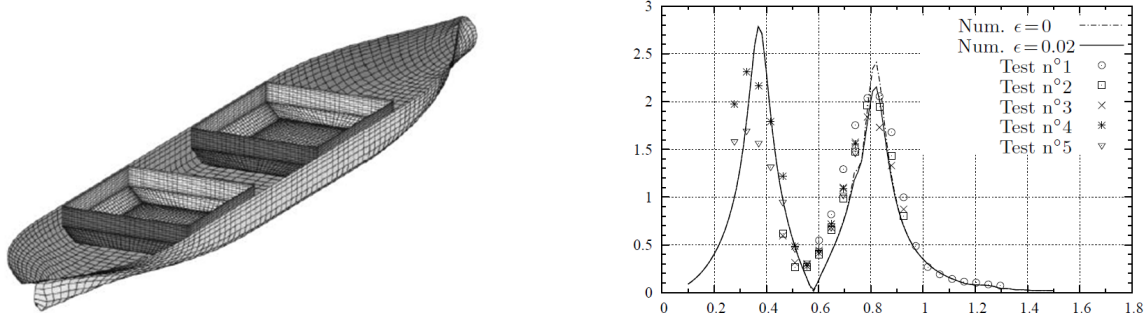 3
2.5
2
1.5
1
0.5
0
0 0.2 0.4 0.6 0.8 1 1.2 1.4 1.6 1.8
Num. ϵ=0
Num. ϵ=0.02
Test n°1
Test n°2
Test n°3
Test n°4
Test n°5